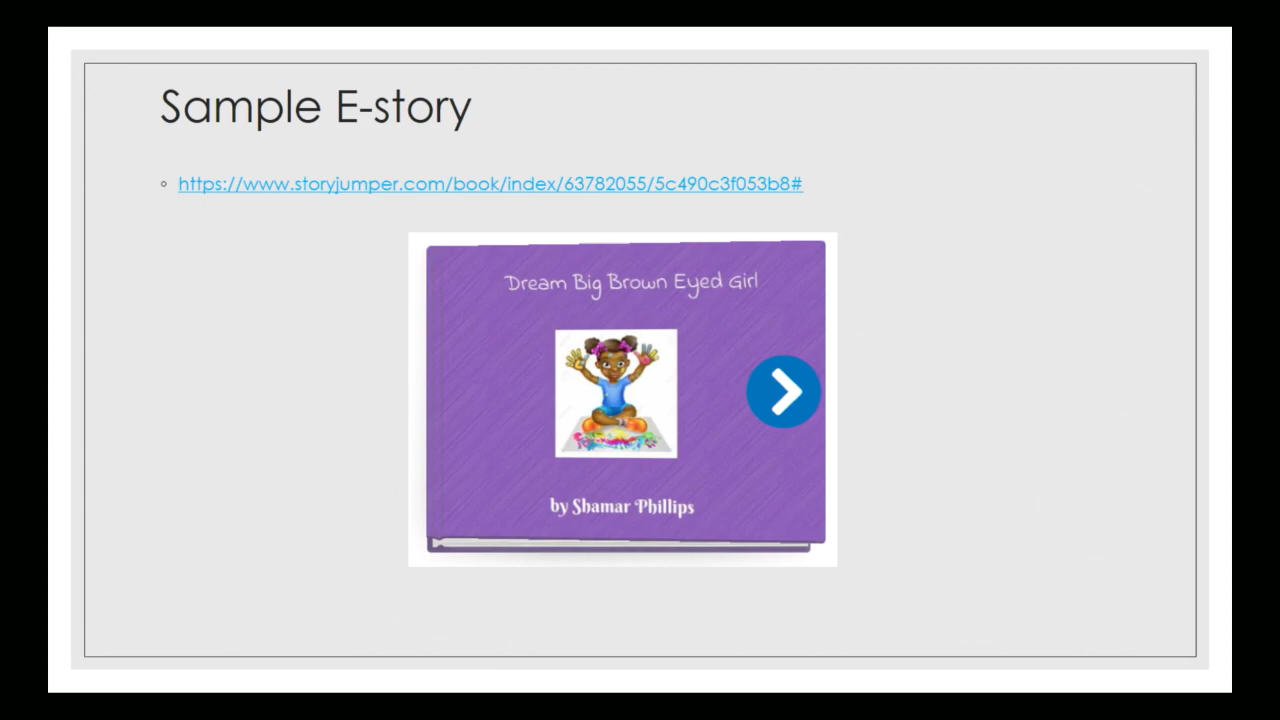 Sample E-story
https://www.storyjumper.com/book/index/63782055/5c490c3f053b8#
Dream Big Brown Eyed Girl
by Shamar Phillips